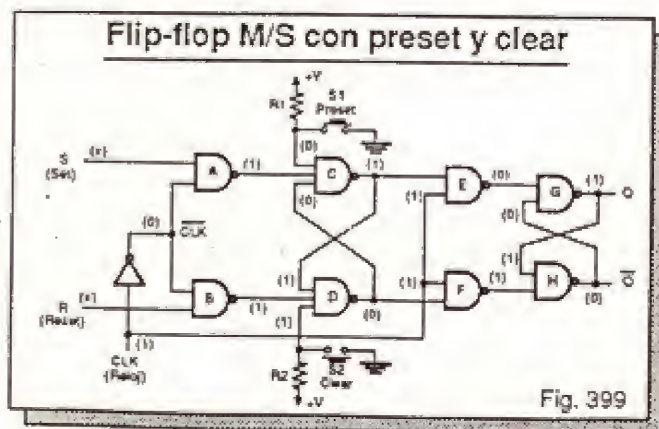 Flip-flop M/S con preset y clear
+V
R1
S1
Preset
S
(Set)
(x)
A
(1)
(0)
C
(1)
E
(0)
G
(1)
Q
(0)
(1)
(0)
(0)
CLK
(1)
(1)
(1)
R
(Reset)
(x)
B
(1)
D
(0)
F
(1)
H
(0)
Q
(1)
(1)
CLK
(Reloj)
R2
S2
Clear
+V
Fig. 399